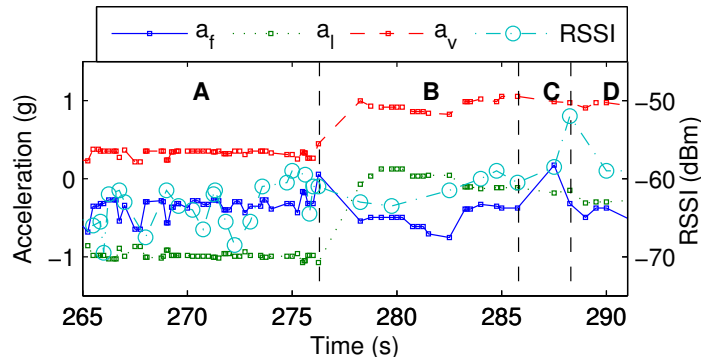 a_f a_l a_v RSSI
A B C D
1
0
−1
Acceleration (g)
−50
−60
−70
RSSI (dBm)
265 270 275 280 285 290
Time (s)